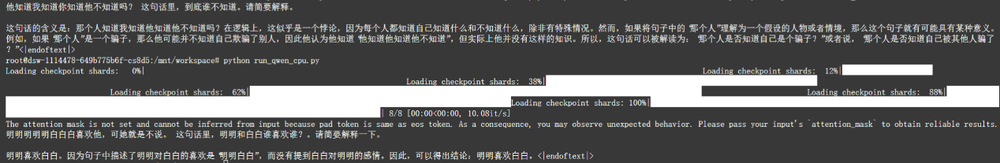 他知道我知道你知道他不知道吗？ 这句话里，到底谁不知道。请简要解释。
这句话的含义是：那个人知道我知道他知道他不知道吗？在逻辑上，这似乎是一个悖论，因为每个人都知道自己知道什么和不知道什么，除非有特殊情况。然而，如果将句子中的“那个人”理解为一个假设的人物或者情境，那么这个句子就有可能具有某种意义。
例如，如果“那个人”是一个骗子，那么他可能并不知道自己欺骗了别人，因此他认为他知道“他知道他知道他不知道”，但实际上他并没有这样的知识。所以，这句话可以被解读为：“那个人是否知道自己是个骗子？”或者说，“那个人是否知道自己被其他人骗了
？”<|endoftext|>
root@dsw-1114478-649b775b6f-cs8d5:/mnt/workspace# python run_qwen_cpu.py
Loading checkpoint shards:   0%| Loading checkpoint shards:  12%|
Loading checkpoint shards:  38%|
Loading checkpoint shards:  62%| Loading checkpoint shards:  88%|
Loading checkpoint shards: 100%|
| 8/8 [00:00<00:00, 10.08it/s]
The attention mask is not set and cannot be inferred from input because pad token is same as eos token. As a consequence, you may observe unexpected behavior. Please pass your input's `attention_mask` to obtain reliable results.
明明明明明白白白喜欢他，可她就是不说。 这句话里，明明和白白谁喜欢谁？。请简要解释一下。
明明喜欢白白。因为句子中描述了明明对白白的喜欢是“明明白白”，而没有提到白白对明明的感情。因此，可以得出结论：明明喜欢白白。<|endoftext|>